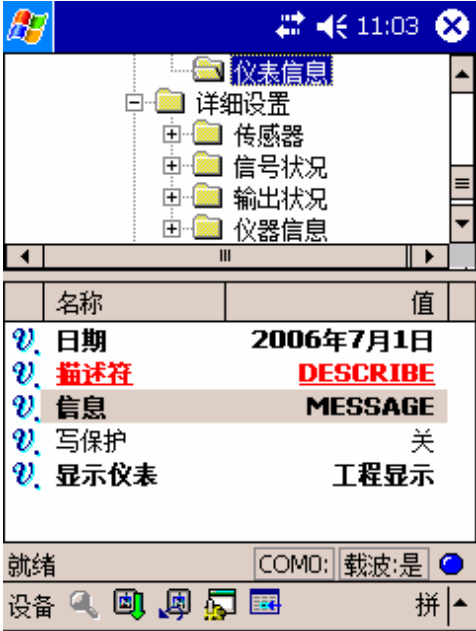 11:03
仪表信息
详细设置
传感器
信号状况
输出状况
仪器信息
名称 值
日期 2006年7月1日
描述符 DESCRIBE
信息 MESSAGE
写保护 关
显示仪表 工程显示
就绪 COM0: 载波:是
设备 拼